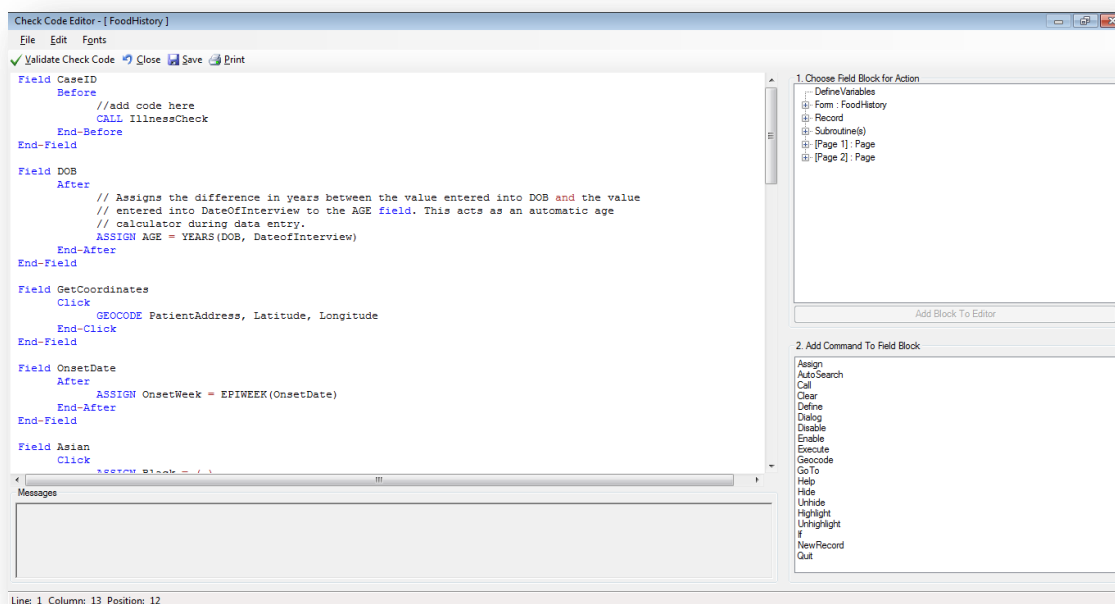 Check Code Editor - [ FoodHistory ]
File Edit Fonts
Validate Check Code Close Save Print
Field CaseID
Before
//add code here
CALL IllnessCheck
End-Before
End-Field
Field DOB
After
// Assigns the difference in years between the value entered into DOB and the value
// entered into DateOfInterview to the AGE field. This acts as an automatic age
// calculator during data entry.
ASSIGN AGE = YEARS(DOB, DateofInterview)
End-After
End-Field
Field GetCoordinates
Click
GEOCODE PatientAddress, Latitude, Longitude
End-Click
End-Field
Field OnsetDate
After
ASSIGN OnsetWeek = EPIWEEK(OnsetDate)
End-After
End-Field
Field Asian
Click
ASSIGN Black = (.)
Messages
Line: 1 Column: 13 Position: 12
1. Choose Field Block for Action
DefineVariables
Form : FoodHistory
Record
Subroutine(s)
[Page 1] : Page
[Page 2] : Page
Add Block To Editor
2. Add Command To Field Block
Assign
AutoSearch
Call
Clear
Define
Dialog
Disable
Enable
Execute
Geocode
GoTo
Help
Hide
Unhide
Highlight
Unhighlight
If
NewRecord
Quit